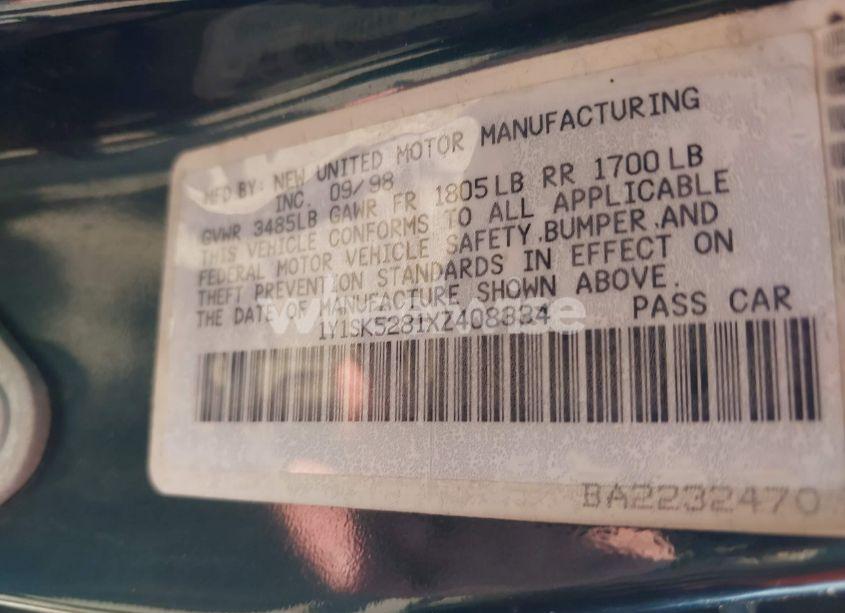 MFD BY: NEW UNITED MOTOR MANUFACTURING
INC. 09/98
GVWR 3485LB GAWR FR 1805LB RR 1700LB
THIS VEHICLE CONFORMS TO ALL APPLICABLE
FEDERAL MOTOR VEHICLE SAFETY,BUMPER,AND
THEFT PREVENTION STANDARDS IN EFFECT ON
THE DATE OF MANUFACTURE SHOWN ABOVE.
1Y1SK5281XZ408334 PASS CAR
BA2232470